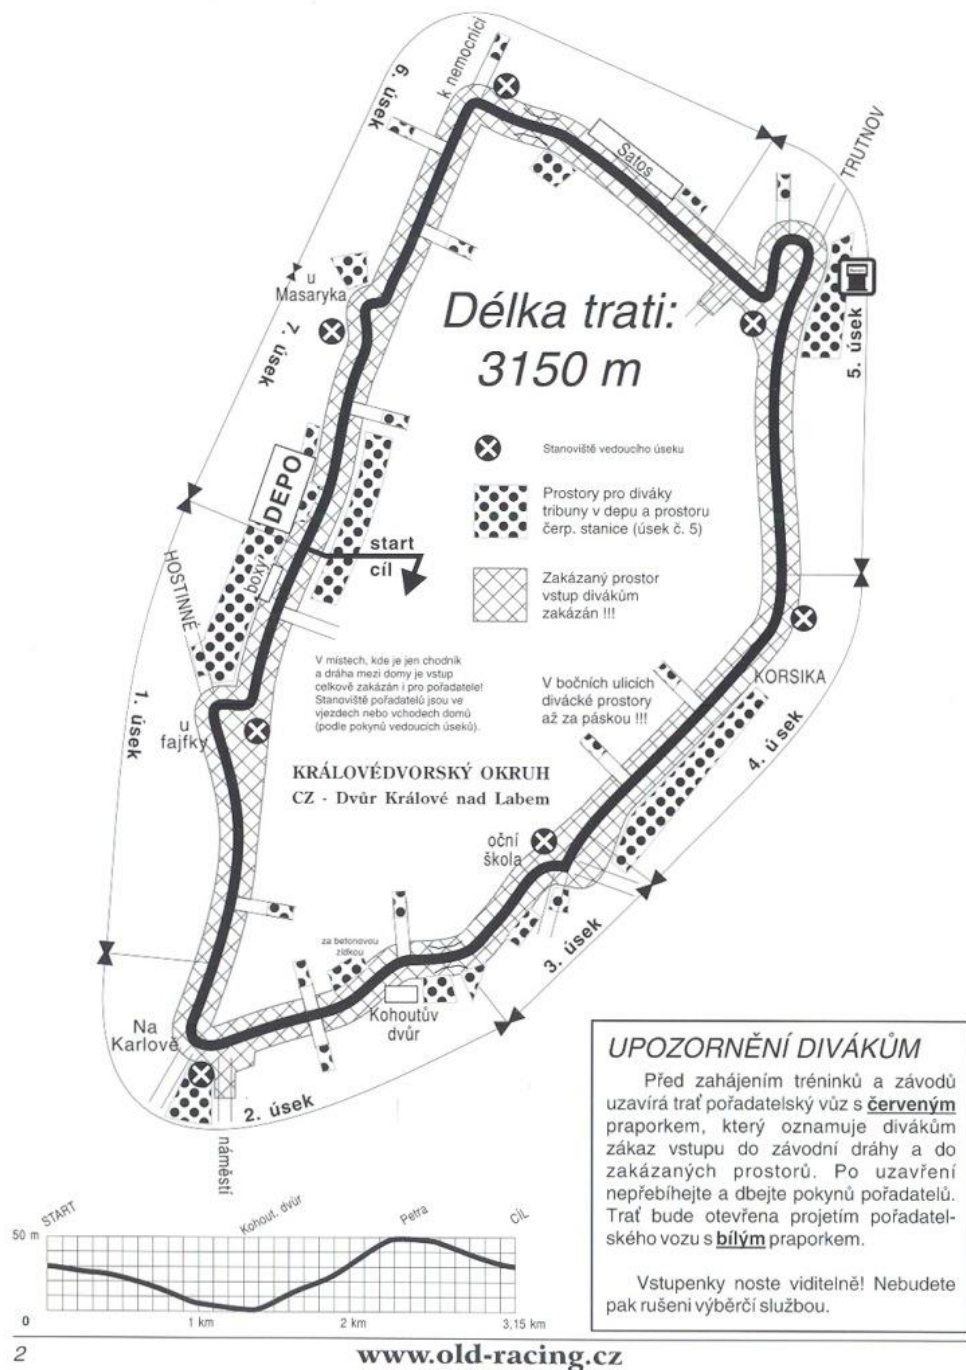 k nemocnici
6. úsek
Satos
TRUTNOV
u
Masaryka
7. úsek
5. úsek
Délka trati:
3150 m
Stanoviště vedoucího úseku
Prostory pro diváky
tribuny v depu a prostoru
čerp. stanice (úsek č. 5)
Zakázaný prostor
vstup divákům
zakázán !!!
DEPO
boxy
start
cíl
HOSTINNÉ
1. úsek
u
fajfky
V místech, kde je jen chodník
a dráha mezi domy je vstup
celkově zakázán i pro pořadatele!
Stanoviště pořadatelů jsou ve
vjezdech nebo vchodech domů
(podle pokynů vedoucích úseků).
V bočních ulicích
divácké prostory
až za páskou !!!
KORSIKA
4. úsek
KRÁLOVÉDVORSKÝ OKRUH
CZ - Dvůr Králové nad Labem
oční
škola
3. úsek
za betonovou
zídkou
Kohoutův
dvůr
Na
Karlově
2. úsek
náměstí
UPOZORNĚNÍ DIVÁKŮM
Před zahájením tréninků a závodů
uzavírá trať pořadatelský vůz s červeným
praporkem, který oznamuje divákům
zákaz vstupu do závodní dráhy a do
zakázaných prostorů. Po uzavření
nepřebíhejte a dbejte pokynů pořadatelů.
Trať bude otevřena projetím pořadatel-
ského vozu s bílým praporkem.
Vstupenky noste viditelně! Nebudete
pak rušeni výběrčí službou.
START
Kohout. dvůr
Petra
CÍL
50 m
0
1 km
2 km
3,15 km
2
www.old-racing.cz